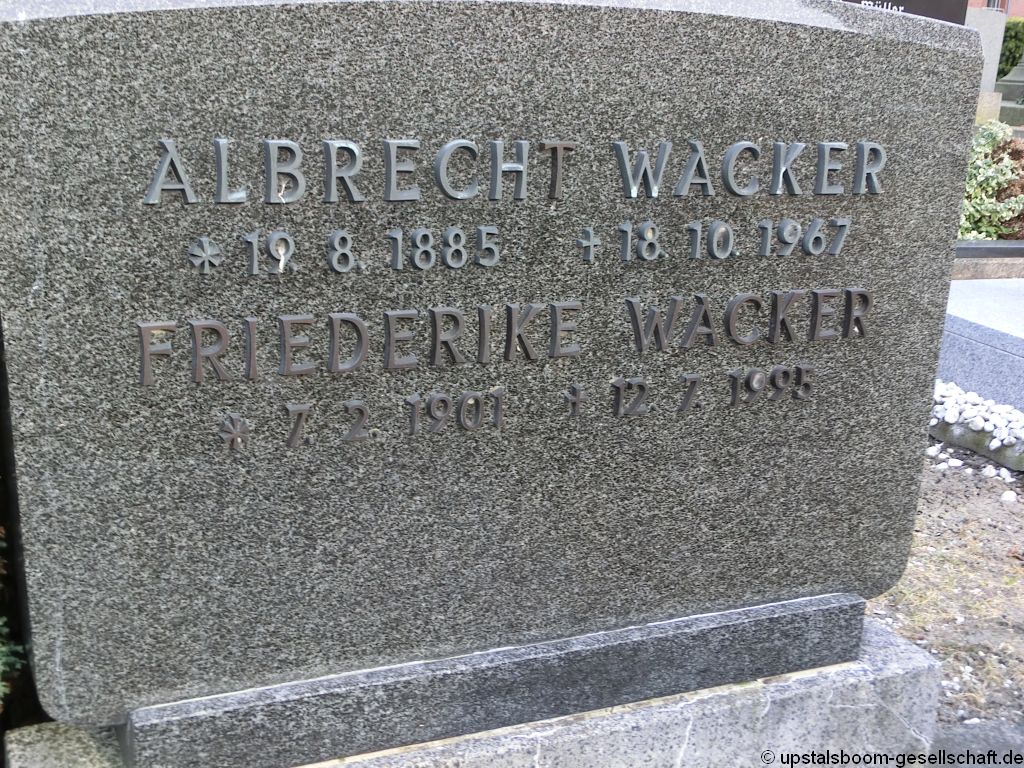 Müller
ALBRECHT WACKER
* 19. 8. 1885 † 18. 10. 1967
FRIEDERIKE WACKER
* 7. 2. 1901 † 12. 7. 1995
© upstalsboom-gesellschaft.de